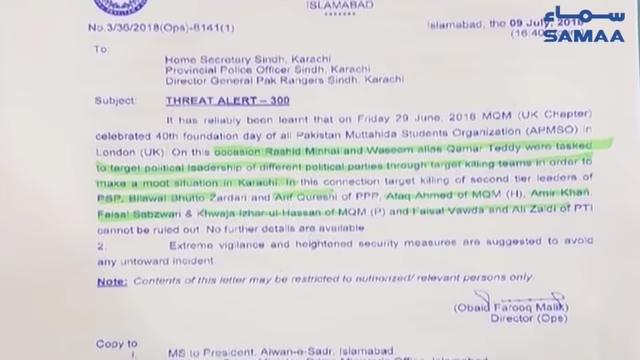 ISLAMABAD
No.3/36/2018(Ops)-6141(1)
Islamabad, the 09 July, 2018
سماء
SAMAA
To:
Home Secretary Sindh, Karachi
Provincial Police Officer Sindh, Karachi
Director General Pak Rangers Sindh, Karachi
Subject: THREAT ALERT – 300
It has reliably been learnt that on Friday 29 June, 2018 MQM (UK Chapter)
celebrated 40th foundation day of all Pakistan Muttahida Students Organization (APMSO) in
London (UK). On this occasion Rashid Minhai and Waseem alias Qamar Teddy were tasked
to target political leadership of different political parties through target killing teams in order to
make a moot situation in Karachi. In this connection target killing of second tier leaders of
PSP, Bilawal Bhutto Zardari and Arif Qureshi of PPP, Afaq Ahmed of MQM (H), Amir Khan,
Faisal Sabzwari & Khwaja Izhar-ul-Hassan of MQM (P) and Faisal Vawda and Ali Zaidi of PTI
cannot be ruled out. No further details are available.
2. Extreme vigilance and heightened security measures are suggested to avoid
any untoward incident.
Note: Contents of this letter may be restricted to authorized/ relevant persons only.
(Obaid Farooq Malik)
Director (Ops)
Copy to
1. MS to President, Aiwan-e-Sadr, Islamabad.